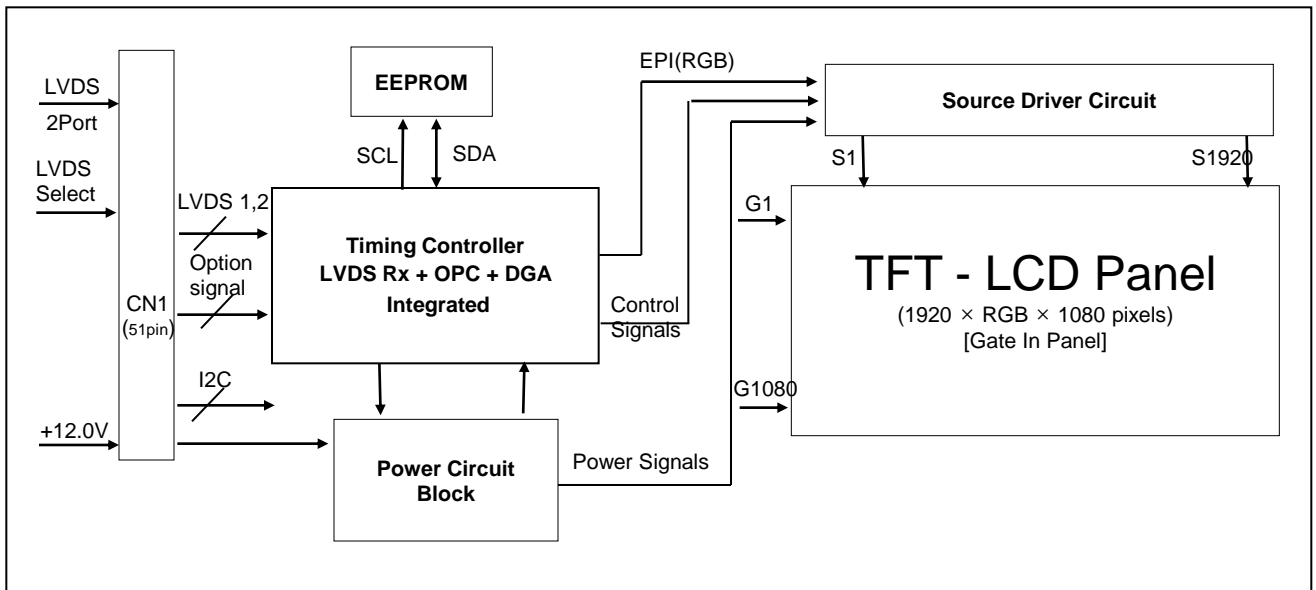 LVDS
2Port
LVDS
Select
+12.0V
CN1
(51pin)
LVDS 1,2
Option
signal
I2C
EEPROM
SCL
SDA
Timing Controller
LVDS Rx + OPC + DGA
Integrated
Power Circuit
Block
EPI(RGB)
Control
Signals
Power Signals
Source Driver Circuit
S1
S1920
G1
G1080
TFT - LCD Panel
(1920 × RGB × 1080 pixels)
[Gate In Panel]